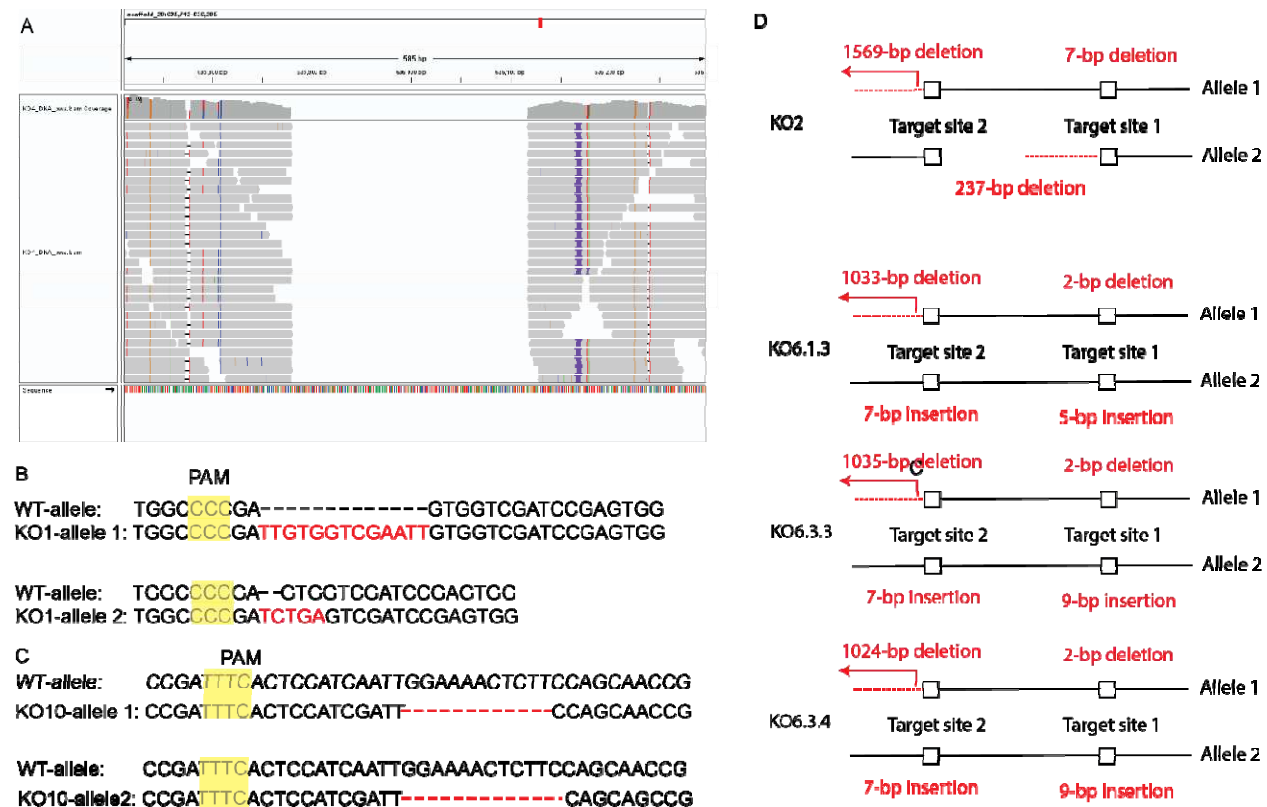 A
585 bp
Sequence
B
PAM
WT-allele: TGGCCCCGA----------------GTGGTCGATCCGAGTGG
KO1-allele 1: TGGCCCCGATTGTGGTCGAATTGTGGTCGATCCGAGTGG
WT-allele:
KO1-allele 2: TGGCCCCGATCTGAGTCGATCCGAGTGG
C
PAM
WT-allele: CCGATTTCACTCCATCAATTGGAAAACTCTTCCAGCAACCG
KO10-allele 1: CCGATTTCACTCCATCGATT--------------CCAGCAACCG
WT-allele: CCGATTTCACTCCATCAATTGGAAAACTCTTCCAGCAACCG
KO10-allele2: CCGATTTCACTCCATCGATT---------------CAGCAGCCG
D
1569-bp deletion 7-bp deletion
Allele 1
KO2 Target site 2 Target site 1
Allele 2
237-bp deletion
1033-bp deletion 2-bp deletion
Allele 1
KO6.1.3 Target site 2 Target site 1
Allele 2
7-bp insertion 5-bp insertion
C
1035-bp deletion 2-bp deletion
Allele 1
KO6.3.3 Target site 2 Target site 1
Allele 2
7-bp insertion 9-bp insertion
1024-bp deletion 2-bp deletion
Allele 1
KO6.3.4 Target site 2 Target site 1
Allele 2
7-bp insertion 9-bp insertion